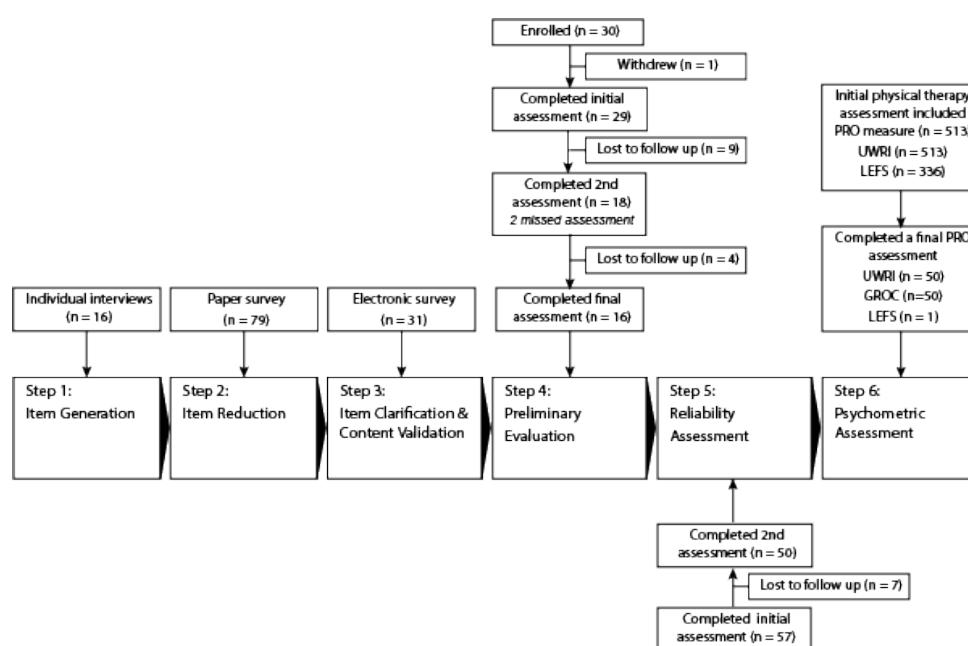 Enrolled (n = 30)
Withdrew (n = 1)
Completed initial
assessment (n = 29)
Lost to follow up (n = 9)
Completed 2nd
assessment (n = 18)
2 missed assessment
Lost to follow up (n = 4)
Completed final
assessment (n = 16)
Initial physical therapy
assessment included
PRO measure (n = 513)
UWRI (n = 513)
LEFS (n = 336)
Completed a final PRO
assessment
UWRI (n = 50)
GROC (n=50)
LEFS (n = 1)
Individual interviews
(n = 16)
Paper survey
(n = 79)
Electronic survey
(n = 31)
Step 1:
Item Generation
Step 2:
Item Reduction
Step 3:
Item Clarification &
Content Validation
Step 4:
Preliminary
Evaluation
Step 5:
Reliability
Assessment
Step 6:
Psychometric
Assessment
Completed 2nd
assessment (n = 50)
Lost to follow up (n = 7)
Completed initial
assessment (n = 57)